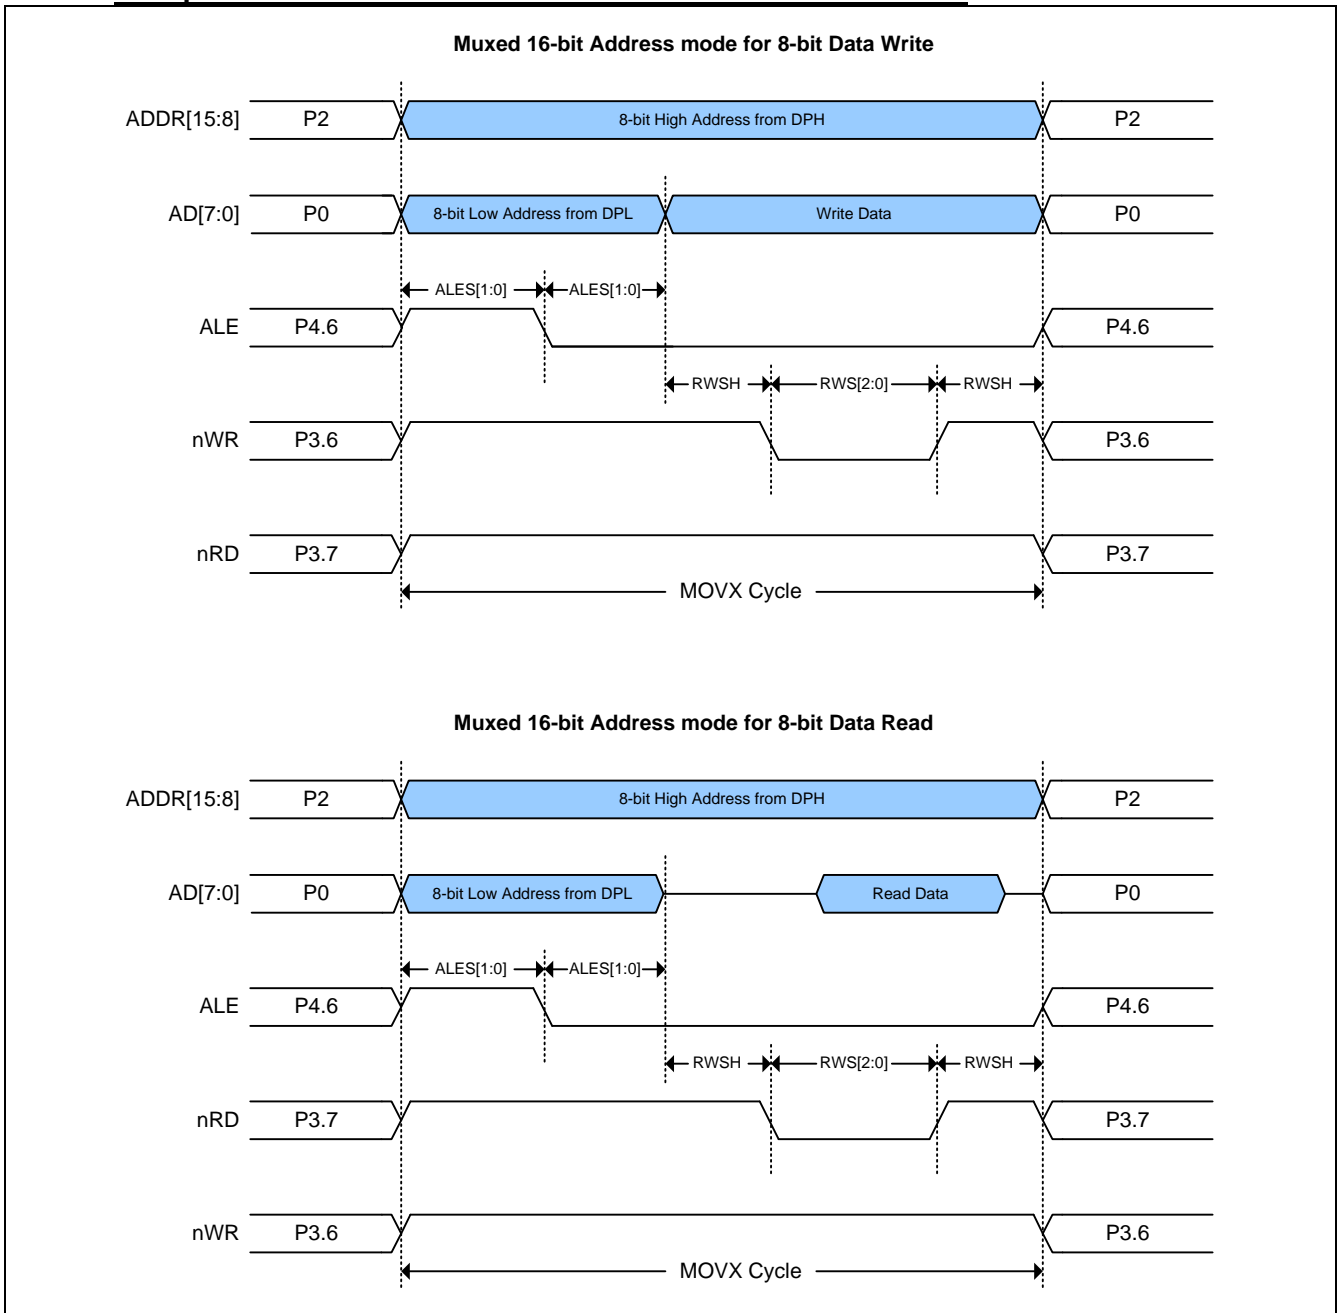 Muxed 16-bit Address mode for 8-bit Data Write
ADDR[15:8] P2 8-bit High Address from DPH P2
AD[7:0] P0 8-bit Low Address from DPL Write Data P0
ALES[1:0] ALES[1:0]
ALE P4.6 P4.6
RWSH RWS[2:0] RWSH
nWR P3.6 P3.6
nRD P3.7 P3.7
MOVX Cycle
Muxed 16-bit Address mode for 8-bit Data Read
ADDR[15:8] P2 8-bit High Address from DPH P2
AD[7:0] P0 8-bit Low Address from DPL Read Data P0
ALES[1:0] ALES[1:0]
ALE P4.6 P4.6
RWSH RWS[2:0] RWSH
nRD P3.7 P3.7
nWR P3.6 P3.6
MOVX Cycle